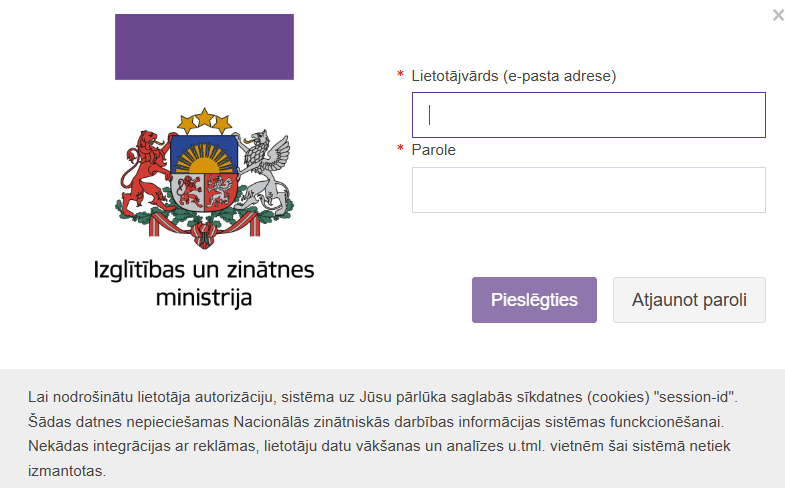 Izglītības un zinātnes
ministrija
* Lietotājvārds (e-pasta adrese)
* Parole
Pieslēgties
Atjaunot paroli
Lai nodrošinātu lietotāja autorizāciju, sistēma uz Jūsu pārlūka saglabās sīkdatnes (cookies) "session-id".
Šādas datnes nepieciešamas Nacionālās zinātniskās darbības informācijas sistēmas funckcionēšanai.
Nekādas integrācijas ar reklāmas, lietotāju datu vākšanas un analīzes u.tml. vietnēm šai sistēmā netiek
izmantotas.